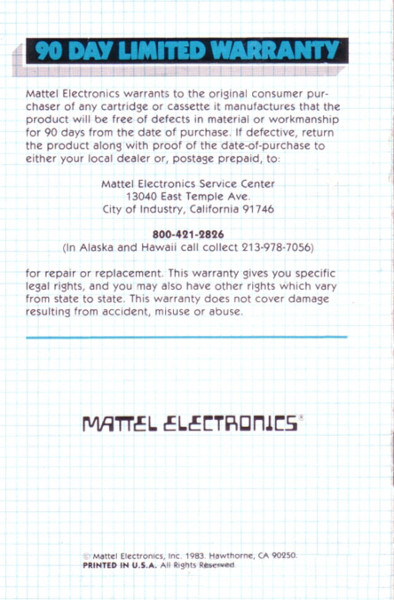 90 DAY LIMITED WARRANTY
Mattel Electronics warrants to the original consumer pur-
chaser of any cartridge or cassette it manufactures that the
product will be free of defects in material or workmanship
for 90 days from the date of purchase. If defective, return
the product along with proof of the date-of-purchase to
either your local dealer or, postage prepaid, to:
Mattel Electronics Service Center
13040 East Temple Ave.
City of Industry, California 91746
800-421-2826
(In Alaska and Hawaii call collect 213-978-7056)
for repair or replacement. This warranty gives you specific
legal rights, and you may also have other rights which vary
from state to state. This warranty does not cover damage
resulting from accident, misuse or abuse.
MATTEL ELECTRONICS®
© Mattel Electronics, Inc. 1983. Hawthorne, CA 90250.
PRINTED IN U.S.A. All Rights Reserved.